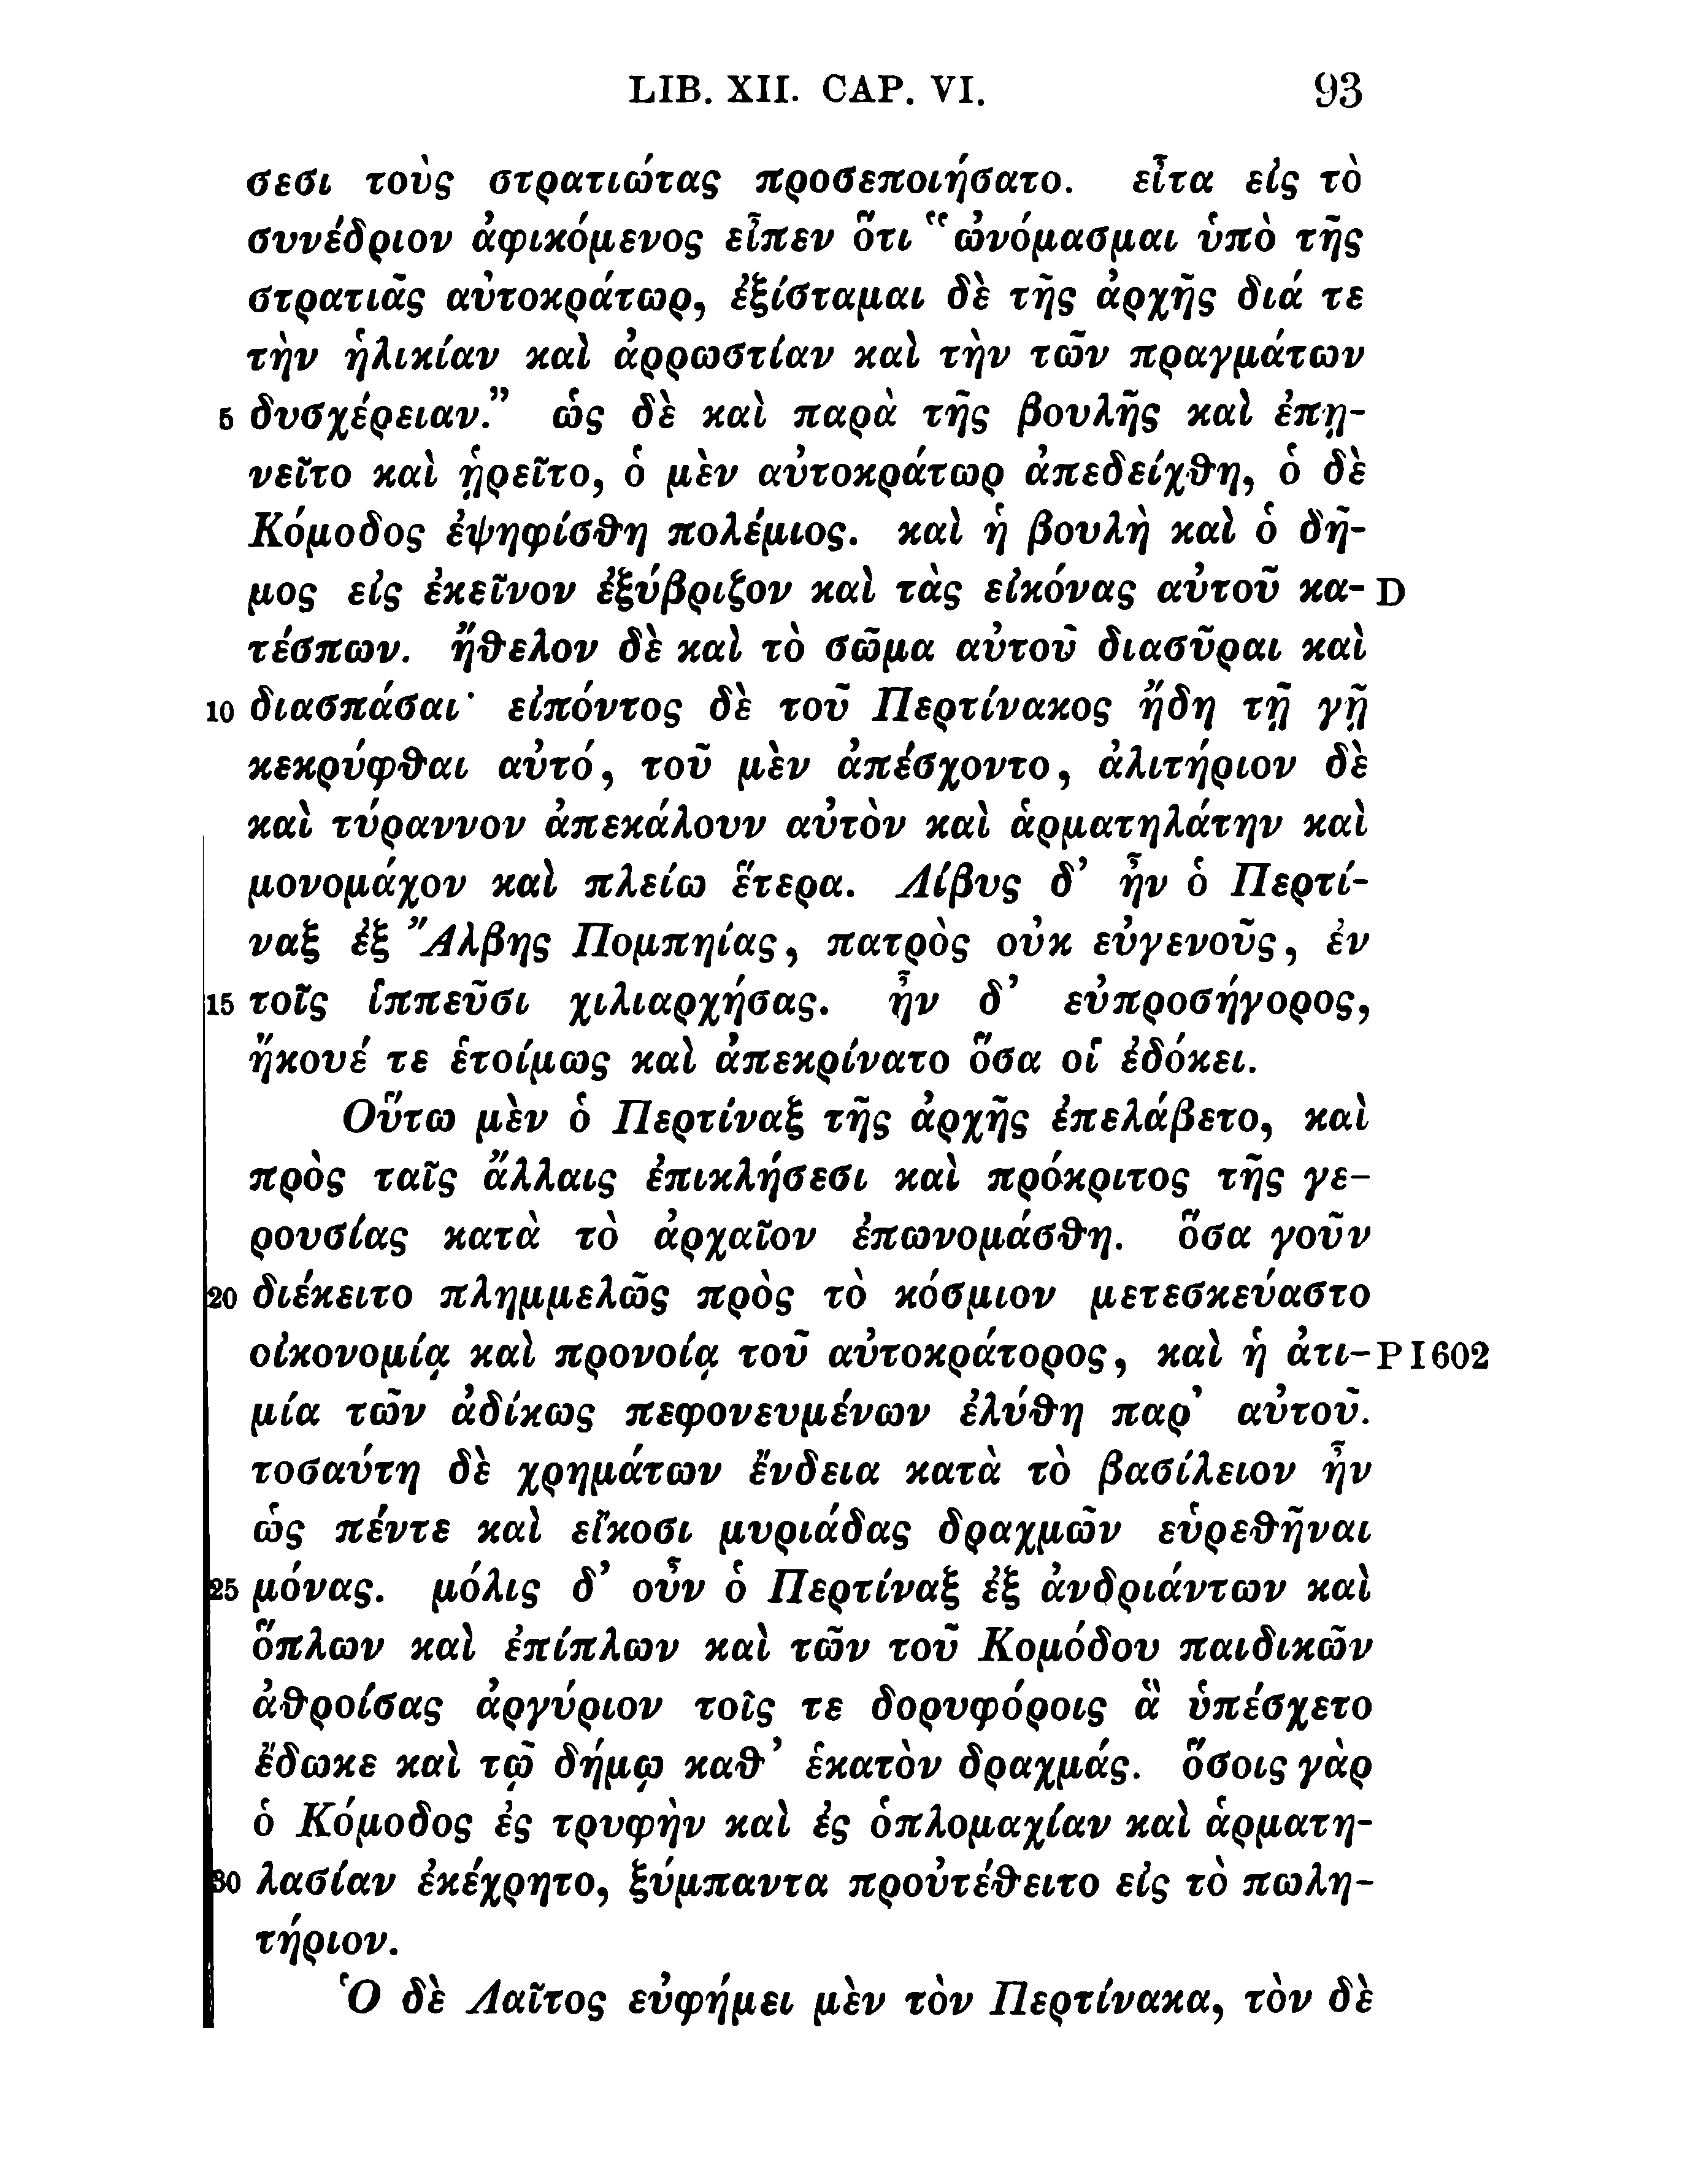 LIB. XII. CAP. VI. 93
σεσι τοὺς στρατιώτας προσεποιήσατο. εἶτα εἰς τὸ
συνέδριον ἀφικόμενος εἶπεν ὅτι “ὠνόμασμαι ὑπὸ τῆς
στρατιᾶς αὐτοκράτωρ, ἐξίσταμαι δὲ τῆς ἀρχῆς διά τε
τὴν ἡλικίαν καὶ ἀρρωστίαν καὶ τὴν τῶν πραγμάτων
5 δυσχέρειαν.” ὡς δὲ καὶ παρὰ τῆς βουλῆς καὶ ἐπῃ-
νεῖτο καὶ ᾑρεῖτο, ὁ μὲν αὐτοκράτωρ ἀπεδείχθη, ὁ δὲ
Κόμοδος ἐψηφίσθη πολέμιος. καὶ ἡ βουλὴ καὶ ὁ δῆ-
μος εἰς ἐκεῖνον ἐξύβριζον καὶ τὰς εἰκόνας αὐτοῦ κα- D
τέσπων. ἤθελον δὲ καὶ τὸ σῶμα αὐτοῦ διασῦραι καὶ
10 διασπάσαι· εἰπόντος δὲ τοῦ Περτίνακος ἤδη τῇ γῇ
κεκρύφθαι αὐτό, τοῦ μὲν ἀπέσχοντο, ἀλιτήριον δὲ
καὶ τύραννον ἀπεκάλουν αὐτὸν καὶ ἁρματηλάτην καὶ
μονομάχον καὶ πλείω ἕτερα. Λίβυς δ’ ἦν ὁ Περτί-
ναξ ἐξ Ἄλβης Πομπηίας, πατρὸς οὐκ εὐγενοῦς, ἐν
15 τοῖς ἱππεῦσι χιλιαρχήσας. ἦν δ’ εὐπροσήγορος,
ἤκουέ τε ἑτοίμως καὶ ἀπεκρίνατο ὅσα οἱ ἐδόκει.
Οὕτω μὲν ὁ Περτίναξ τῆς ἀρχῆς ἐπελάβετο, καὶ
πρὸς ταῖς ἄλλαις ἐπικλήσεσι καὶ πρόκριτος τῆς γε-
ρουσίας κατὰ τὸ ἀρχαῖον ἐπωνομάσθη. ὅσα γοῦν
20 διέκειτο πλημμελῶς πρὸς τὸ κόσμιον μετεσκεύαστο
οἰκονομίᾳ καὶ προνοίᾳ τοῦ αὐτοκράτορος, καὶ ἡ ἀτι- P I 602
μία τῶν ἀδίκως πεφονευμένων ἐλύθη παρ’ αὐτοῦ.
τοσαύτη δὲ χρημάτων ἔνδεια κατὰ τὸ βασίλειον ἦν
ὡς πέντε καὶ εἴκοσι μυριάδας δραχμῶν εὑρεθῆναι
25 μόνας. μόλις δ’ οὖν ὁ Περτίναξ ἐξ ἀνδριάντων καὶ
ὅπλων καὶ ἐπίπλων καὶ τῶν τοῦ Κομόδου παιδικῶν
ἀθροίσας ἀργύριον τοῖς τε δορυφόροις ἃ ὑπέσχετο
ἔδωκε καὶ τῷ δήμῳ καθ’ ἑκατὸν δραχμάς. ὅσοις γὰρ
ὁ Κόμοδος ἐς τρυφὴν καὶ ἐς ὁπλομαχίαν καὶ ἁρματη-
30 λασίαν ἐκέχρητο, ξύμπαντα προὐτέθειτο εἰς τὸ πωλη-
τήριον.
Ὁ δὲ Λαῖτος εὐφήμει μὲν τὸν Περτίνακα, τὸν δὲ